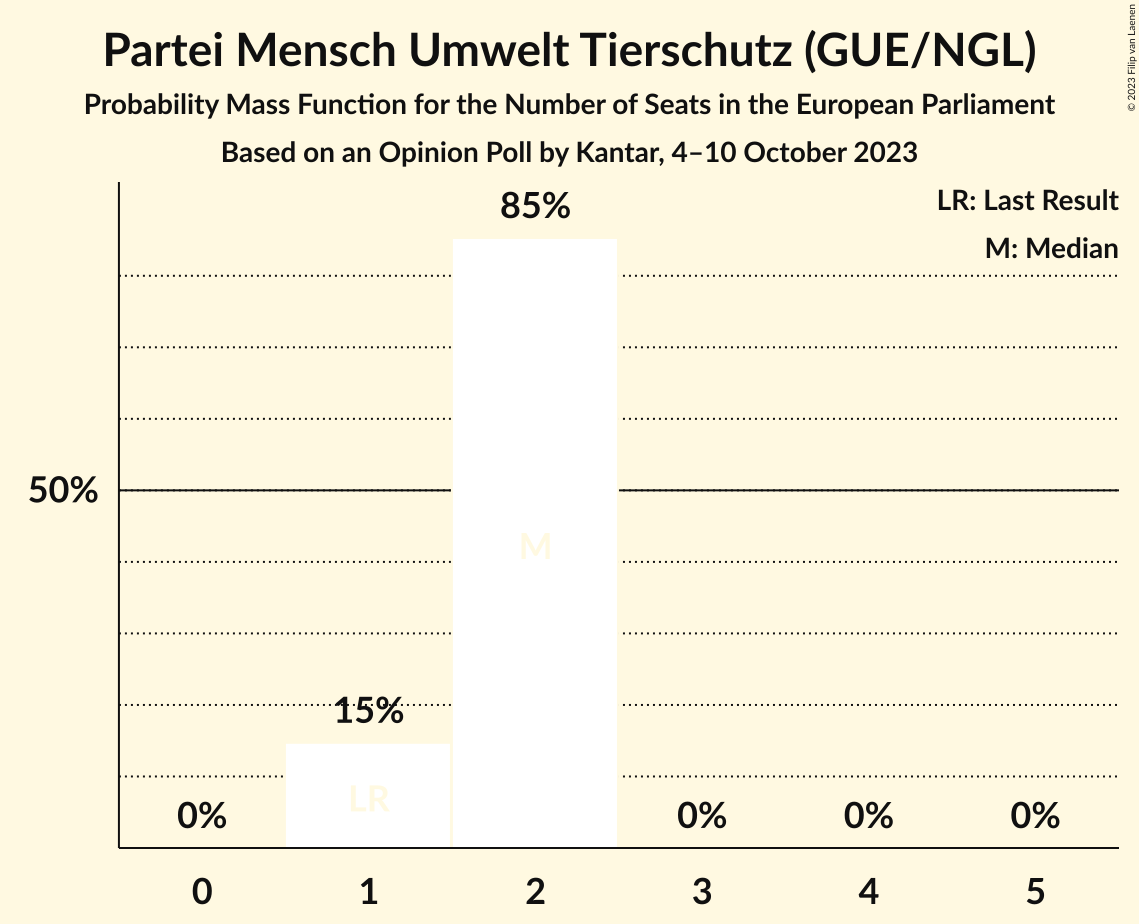 Partei Mensch Umwelt Tierschutz (GUE/NGL)
Probability Mass Function for the Number of Seats in the European Parliament
Based on an Opinion Poll by Kantar, 4–10 October 2023
© 2023 Filip van Laenen
LR: Last Result
M: Median
85%
50%
M
15%
LR
0%
0%
0%
0%
0 1 2 3 4 5